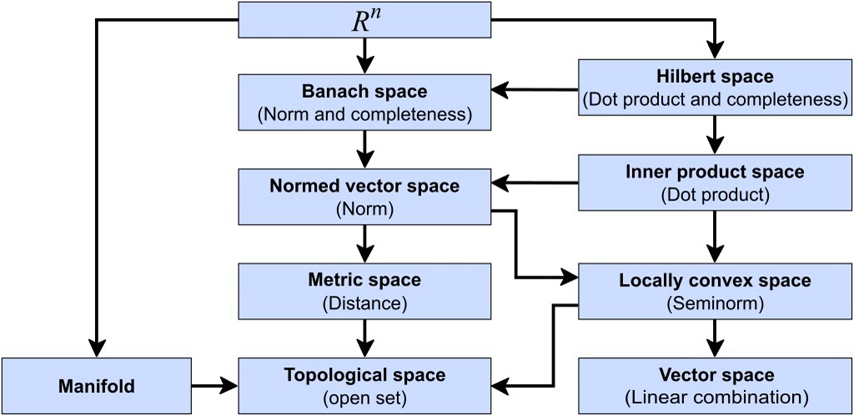 Rⁿ
Banach space
(Norm and completeness)
Hilbert space
(Dot product and completeness)
Normed vector space
(Norm)
Inner product space
(Dot product)
Metric space
(Distance)
Locally convex space
(Seminorm)
Manifold
Topological space
(open set)
Vector space
(Linear combination)